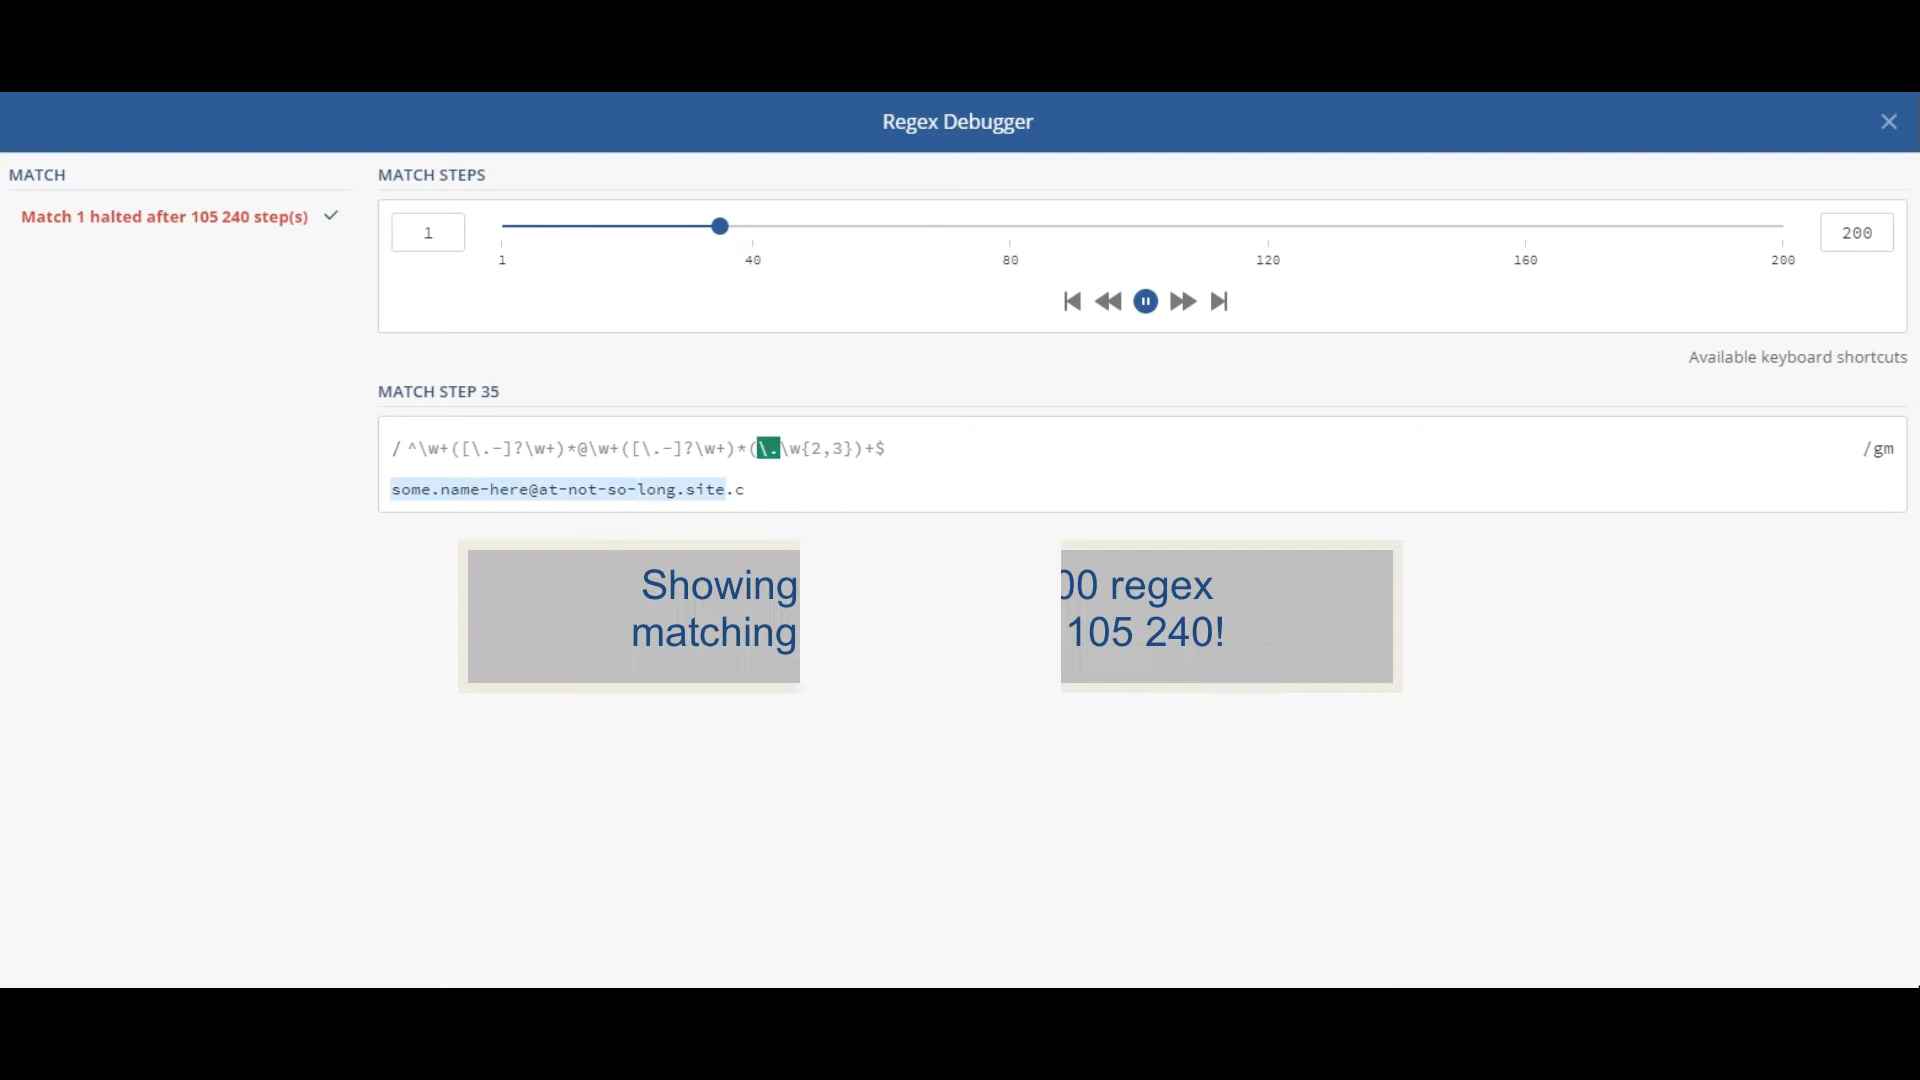 Regex Debugger
MATCH
Match 1 halted after 105 240 step(s)
MATCH STEPS
1
200
1 40 80 120 160 200
Available keyboard shortcuts
MATCH STEP 35
/ ^\w+([\.-]?\w+)*@\w+([\.-]?\w+)*(\.\w{2,3})+$ /gm
some.name-here@at-not-so-long.site.c
Showing 00 regex
matching 105 240!